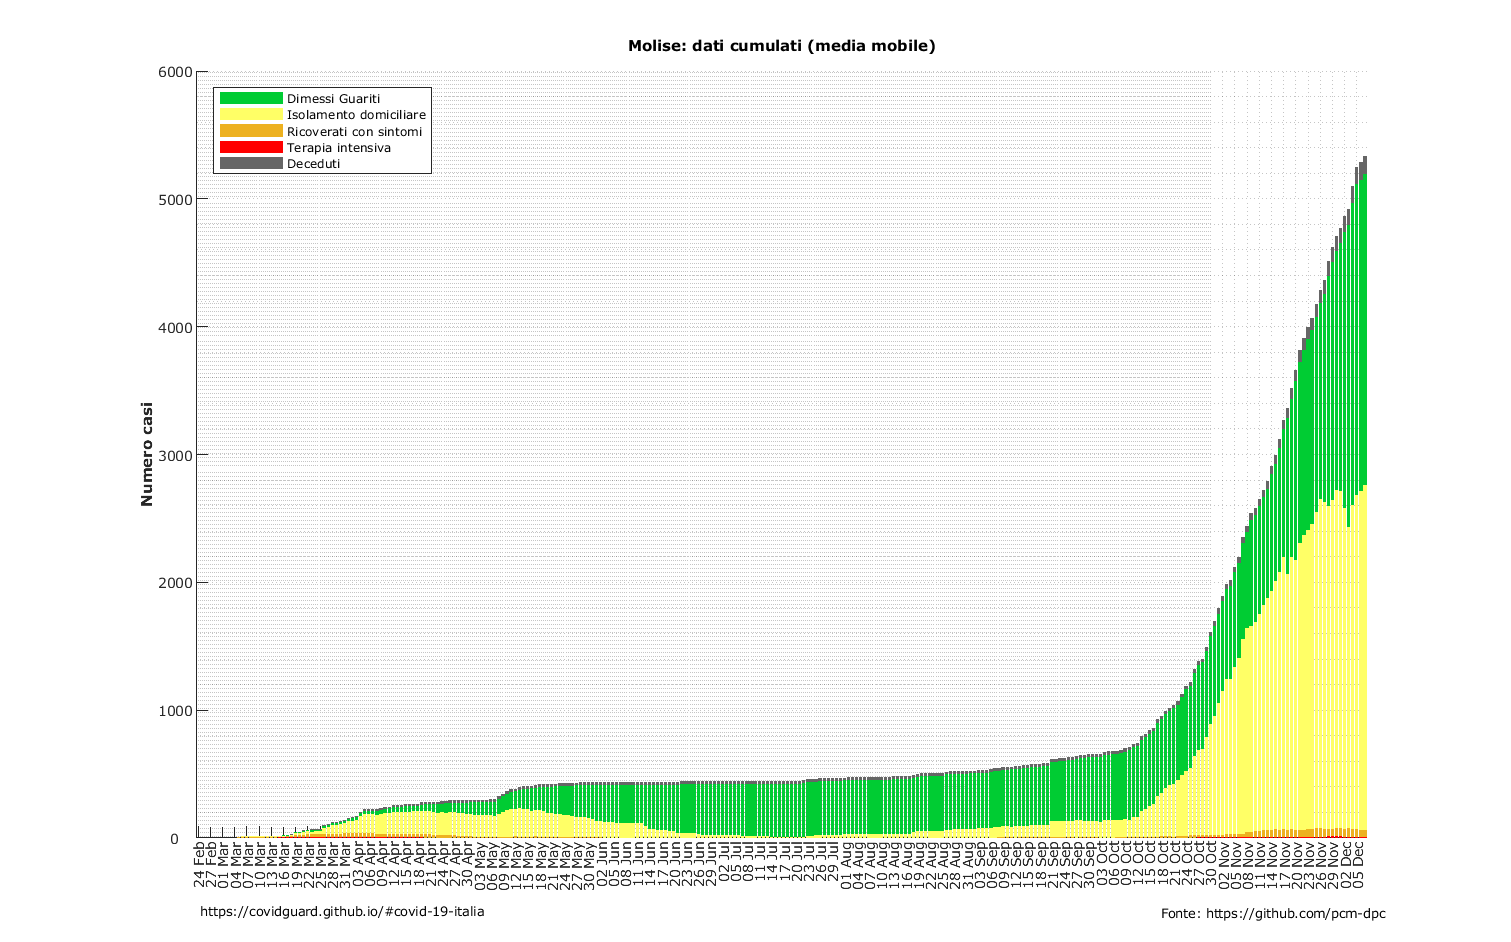 Molise: dati cumulati (media mobile)
6000
5000
4000
3000
2000
1000
0
Numero casi
Dimessi Guariti
Isolamento domiciliare
Ricoverati con sintomi
Terapia intensiva
Deceduti
24 Feb
27 Feb
01 Mar
04 Mar
07 Mar
10 Mar
13 Mar
16 Mar
19 Mar
22 Mar
25 Mar
28 Mar
31 Mar
03 Apr
06 Apr
09 Apr
12 Apr
15 Apr
18 Apr
21 Apr
24 Apr
27 Apr
30 Apr
03 May
06 May
09 May
12 May
15 May
18 May
21 May
24 May
27 May
30 May
02 Jun
05 Jun
08 Jun
11 Jun
14 Jun
17 Jun
20 Jun
23 Jun
26 Jun
29 Jun
02 Jul
05 Jul
08 Jul
11 Jul
14 Jul
17 Jul
20 Jul
23 Jul
26 Jul
29 Jul
01 Aug
04 Aug
07 Aug
10 Aug
13 Aug
16 Aug
19 Aug
22 Aug
25 Aug
28 Aug
31 Aug
03 Sep
06 Sep
09 Sep
12 Sep
15 Sep
18 Sep
21 Sep
24 Sep
27 Sep
30 Sep
03 Oct
06 Oct
09 Oct
12 Oct
15 Oct
18 Oct
21 Oct
24 Oct
27 Oct
30 Oct
02 Nov
05 Nov
08 Nov
11 Nov
14 Nov
17 Nov
20 Nov
23 Nov
26 Nov
29 Nov
02 Dec
05 Dec
https://covidguard.github.io/#covid-19-italia
Fonte: https://github.com/pcm-dpc